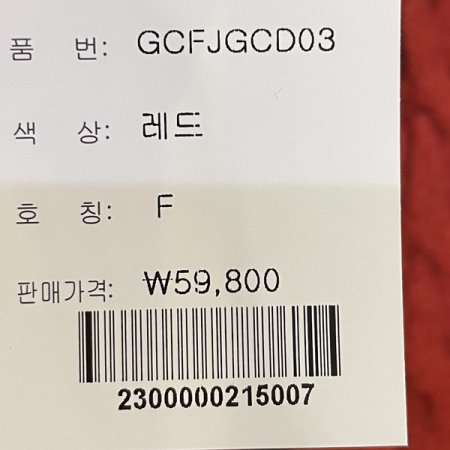 품 번: GCFJGCD03
색 상: 레드
호 칭: F
판매가격: ₩59,800
2300000215007